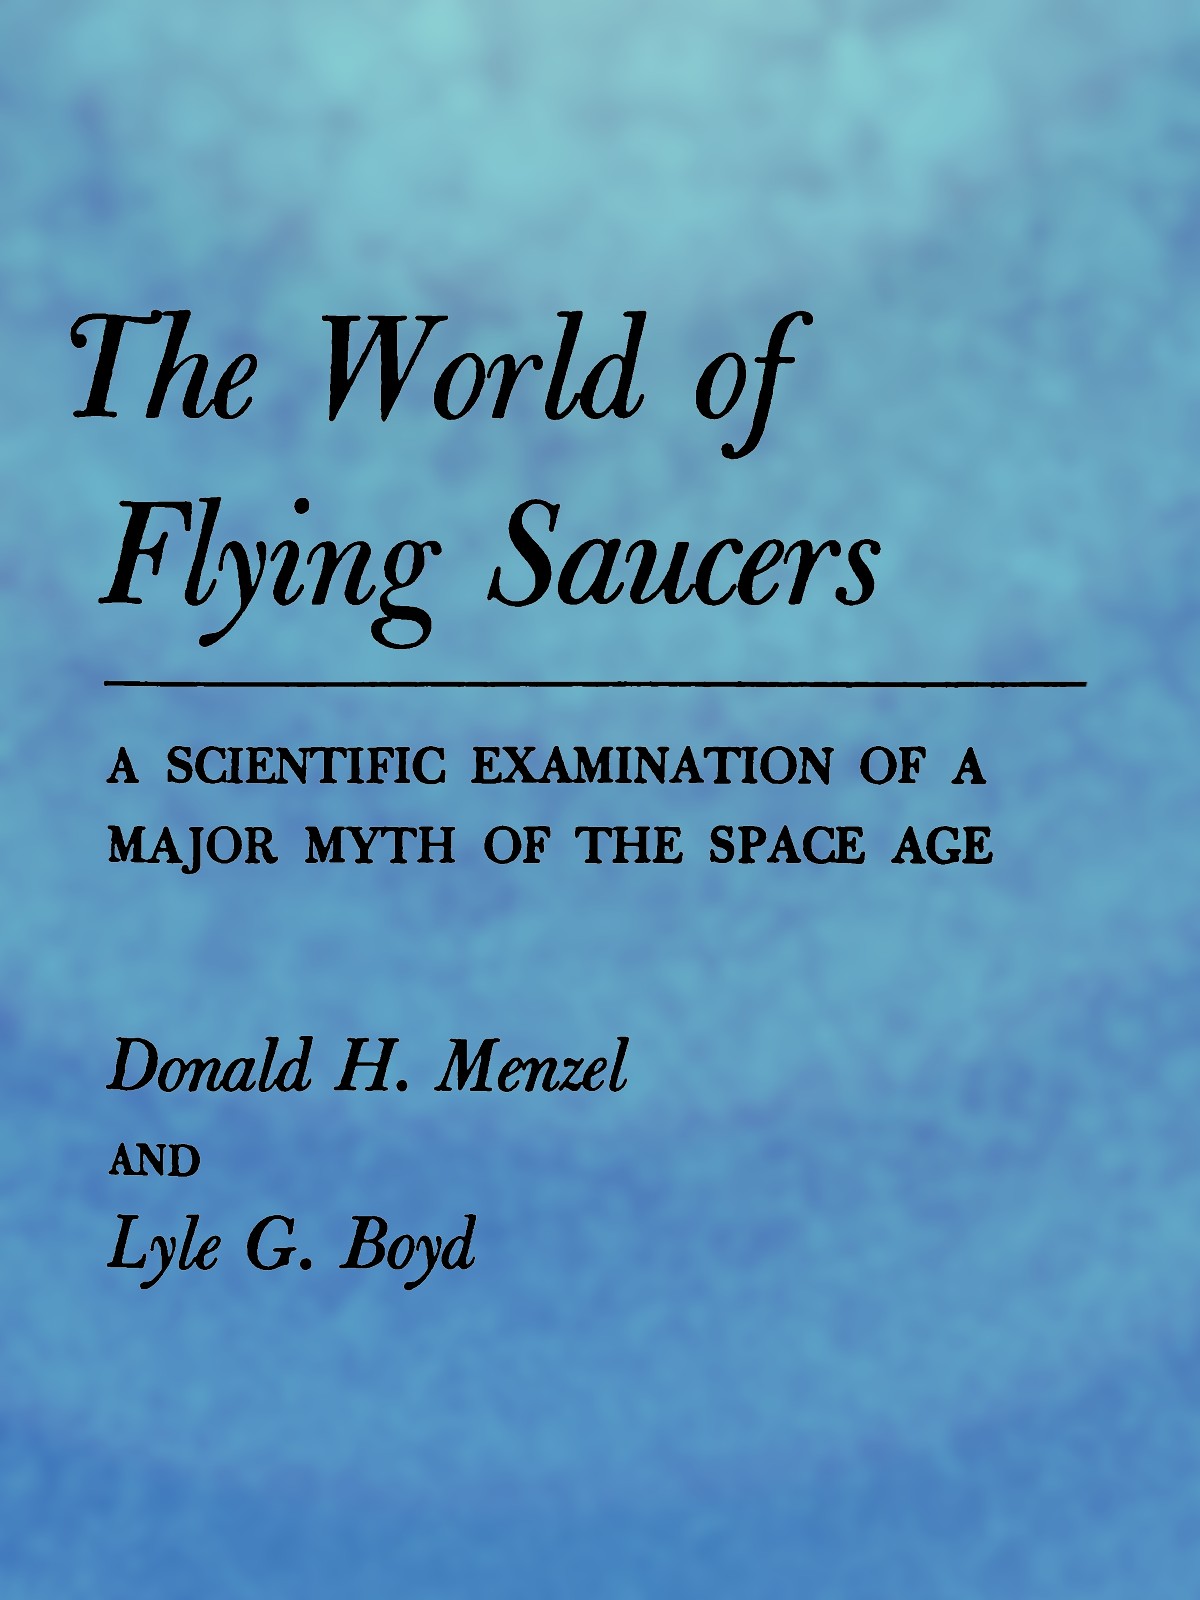 The World of
Flying Saucers
A SCIENTIFIC EXAMINATION OF A
MAJOR MYTH OF THE SPACE AGE
Donald H. Menzel
AND
Lyle G. Boyd